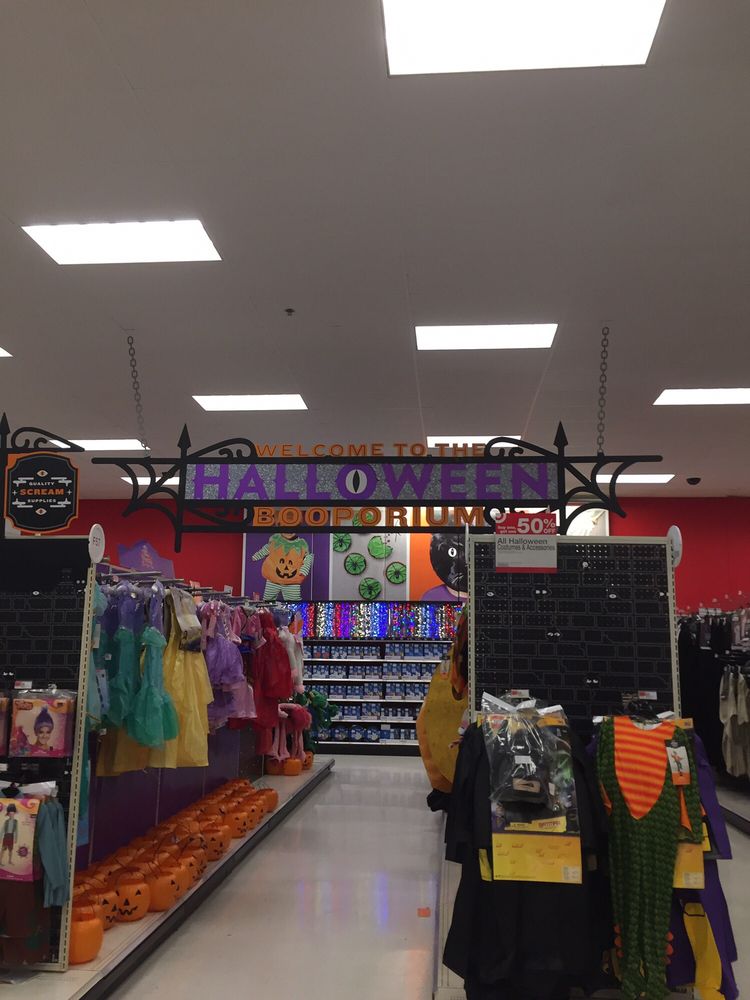 WELCOME TO THE
HALLOWEEN
BOOPORIUM
QUALITY
SCREAM
SUPPLIES
50%
All Halloween
Costumes & Accessories